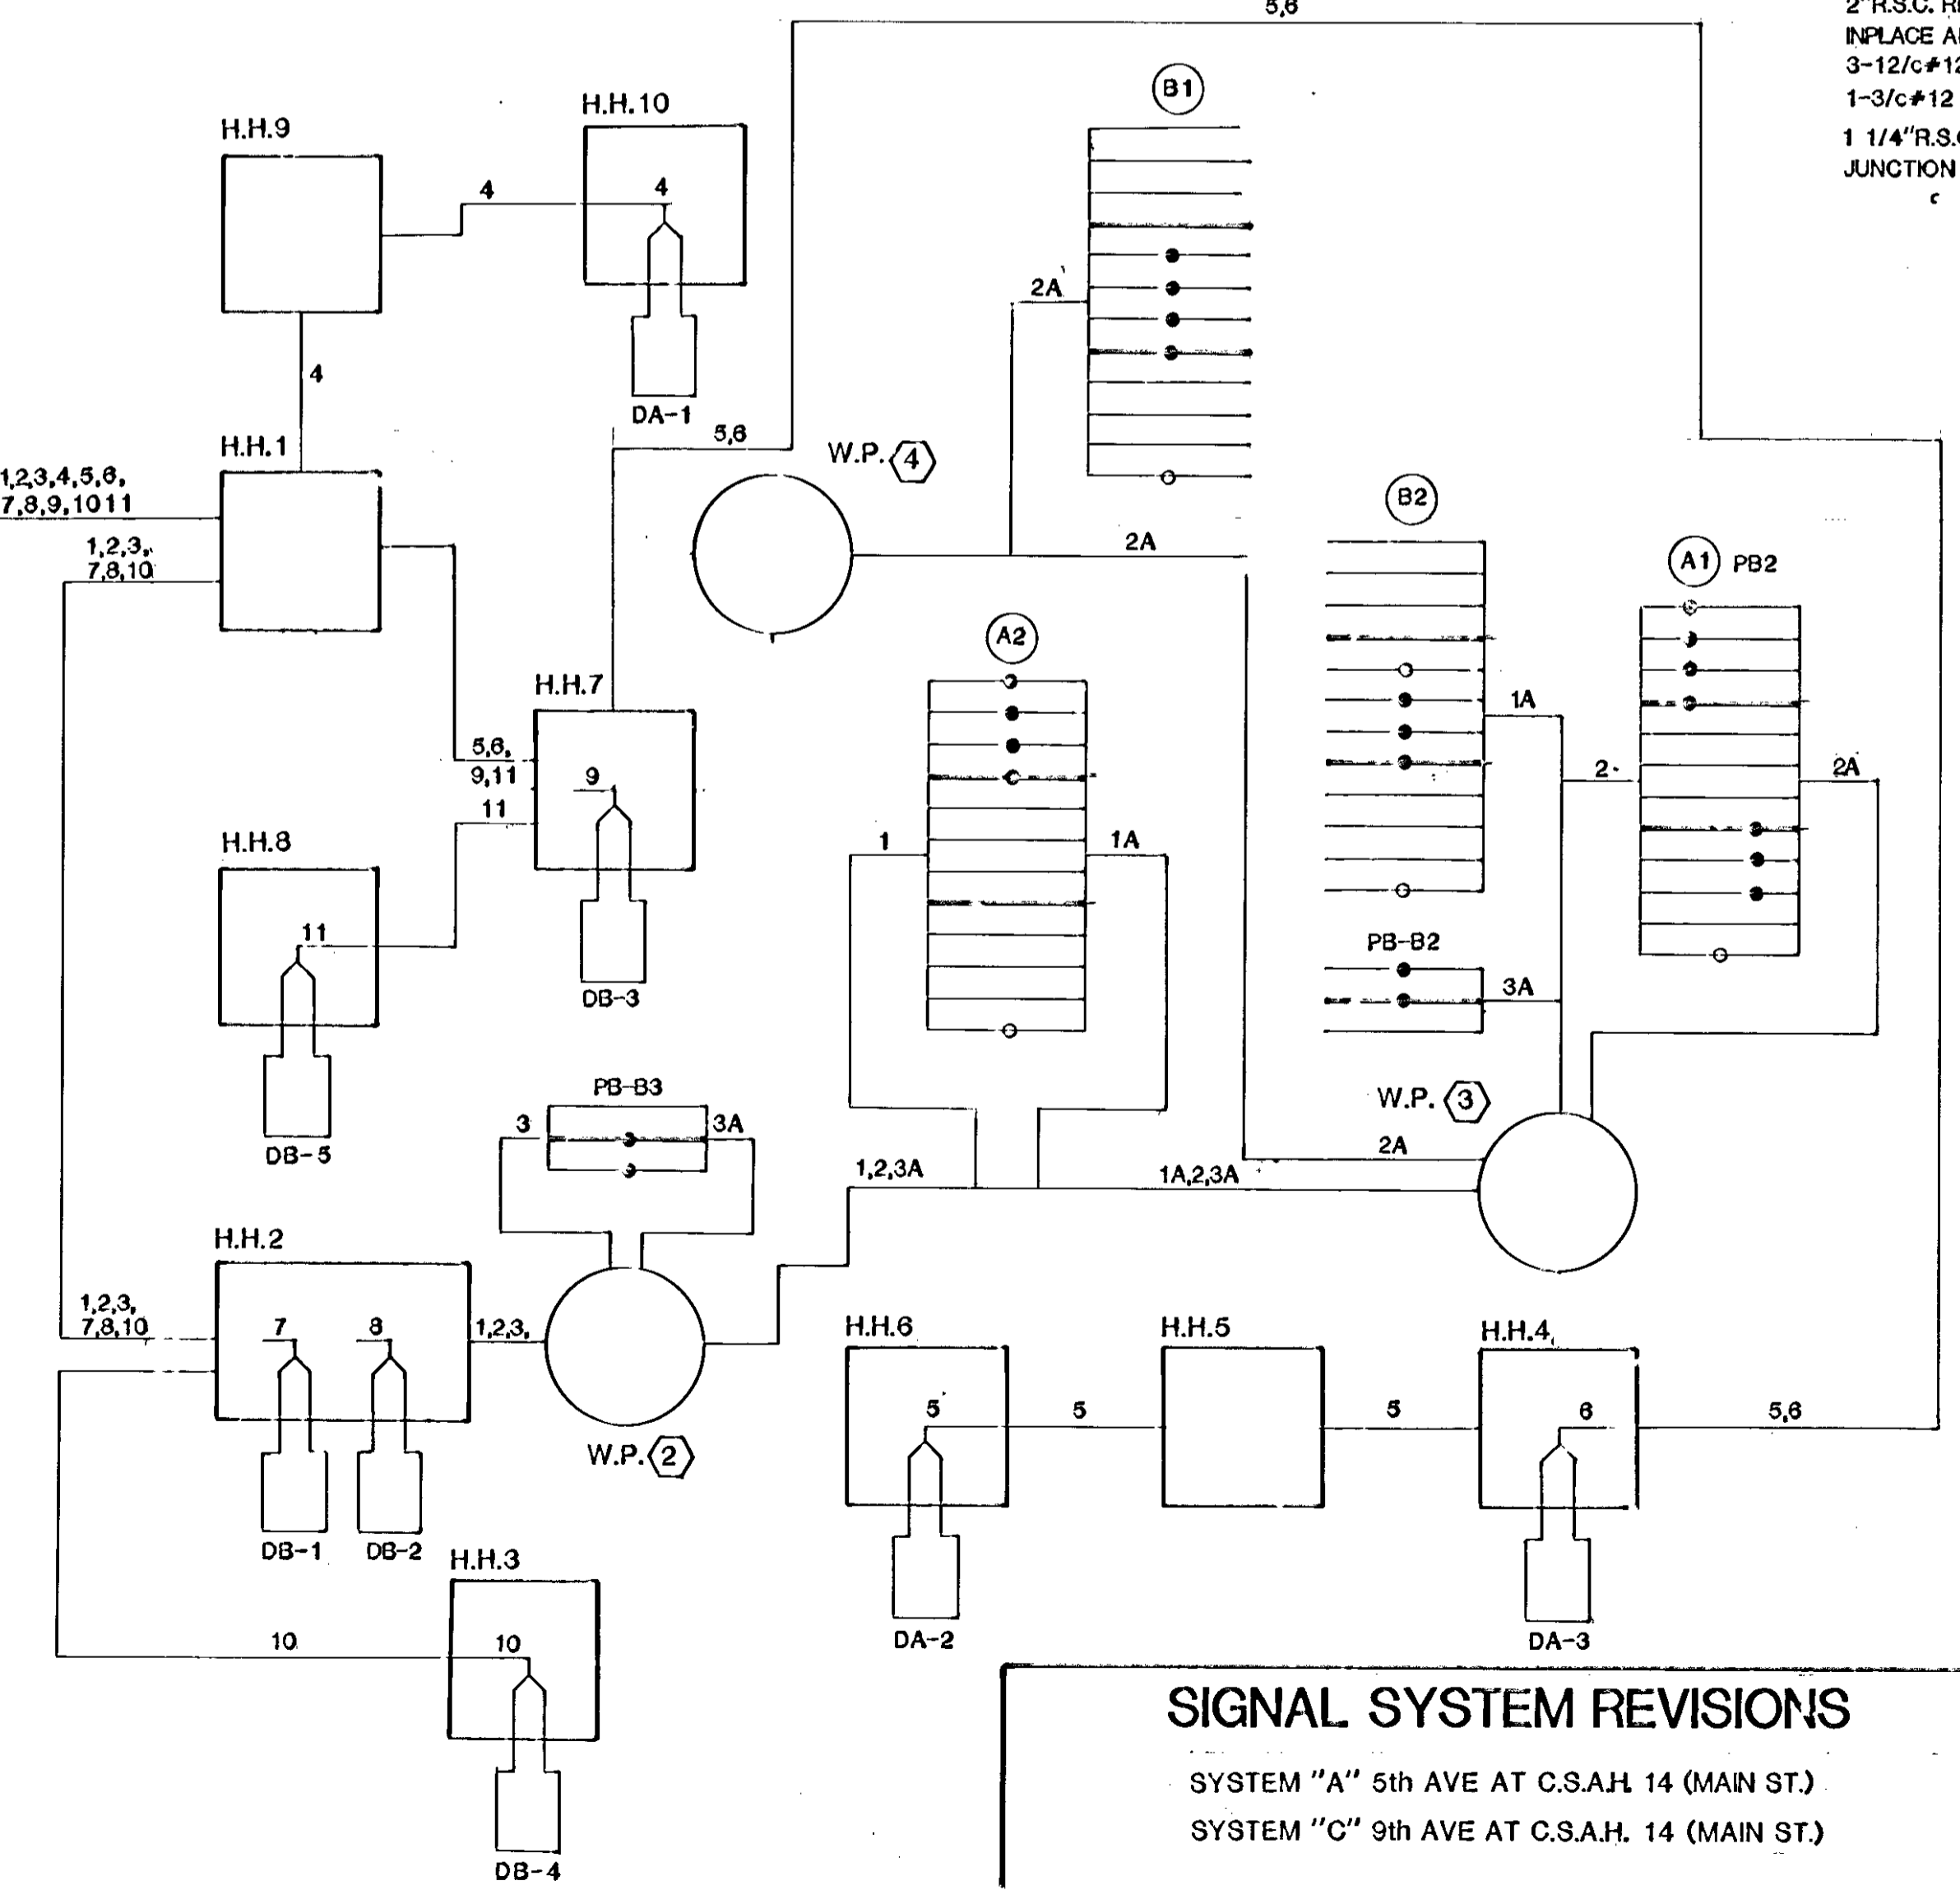 5,6
2"R.S.C.
INPLACE
3-12/c#12
1-3/c#12
1 1/4"R.S.
JUNCTION
c
B1
H.H.10
H.H.9
4
4
2A
4
DA-1
H.H.1
5,6
W.P. 4
1,2,3,4,5,6,
7,8,9,10 11
B2
1,2,3,
7,8,10
2A
A1 PB2
A2
H.H.7
1A
5,6,
9,11
9
2
2A
11
H.H.8
1
1A
11
PB-B2
3A
DB-3
PB-B3
W.P. 3
3
3A
DB-5
2A
1,2,3A
1A,2,3A
H.H.2
1,2,3,
7,8,10
7
8
1,2,3,
H.H.6
H.H.5
H.H.4
5
5
5
6
5,6
W.P. 2
DB-1
DB-2
H.H.3
10
10
DA-2
DA-3
DB-4
SIGNAL SYSTEM REVISIONS
SYSTEM "A" 5th AVE AT C.S.A.H. 14 (MAIN ST.)
SYSTEM "C" 9th AVE AT C.S.A.H. 14 (MAIN ST.)